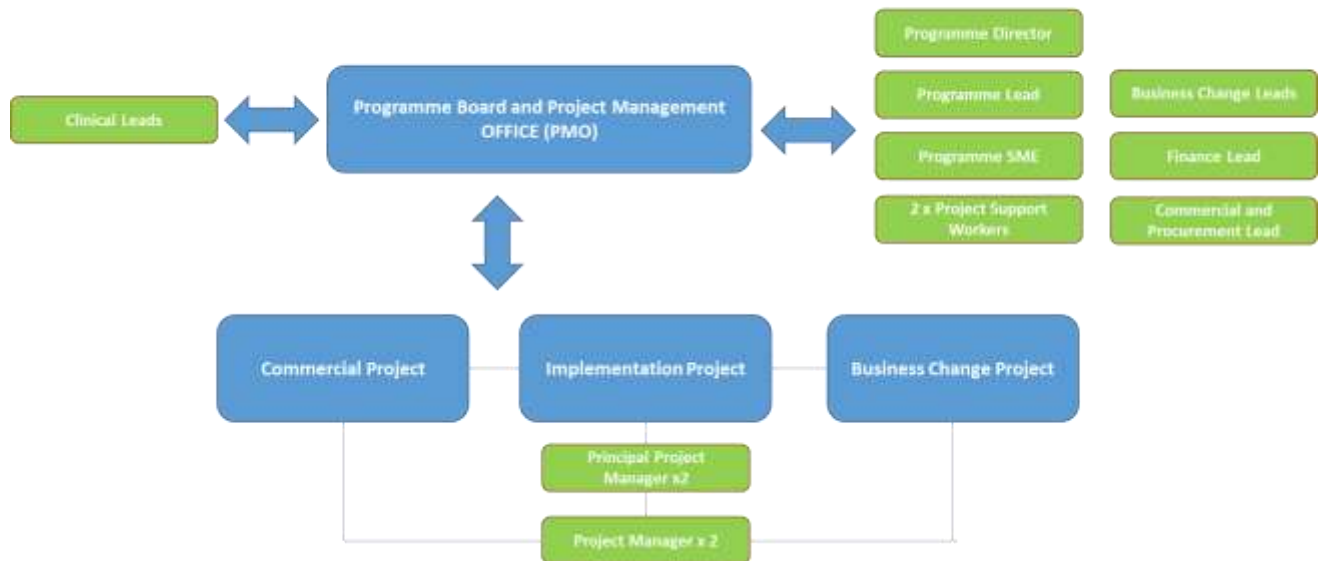 Programme Director
Programme Board and Project Management
OFFICE (PMO)
Clinical Leads
Programme Lead
Business Change Leads
Programme SME
Finance Lead
2 x Project Support
Workers
Commercial and
Procurement Lead
Commercial Project
Implementation Project
Business Change Project
Principal Project
Manager x2
Project Manager x 2